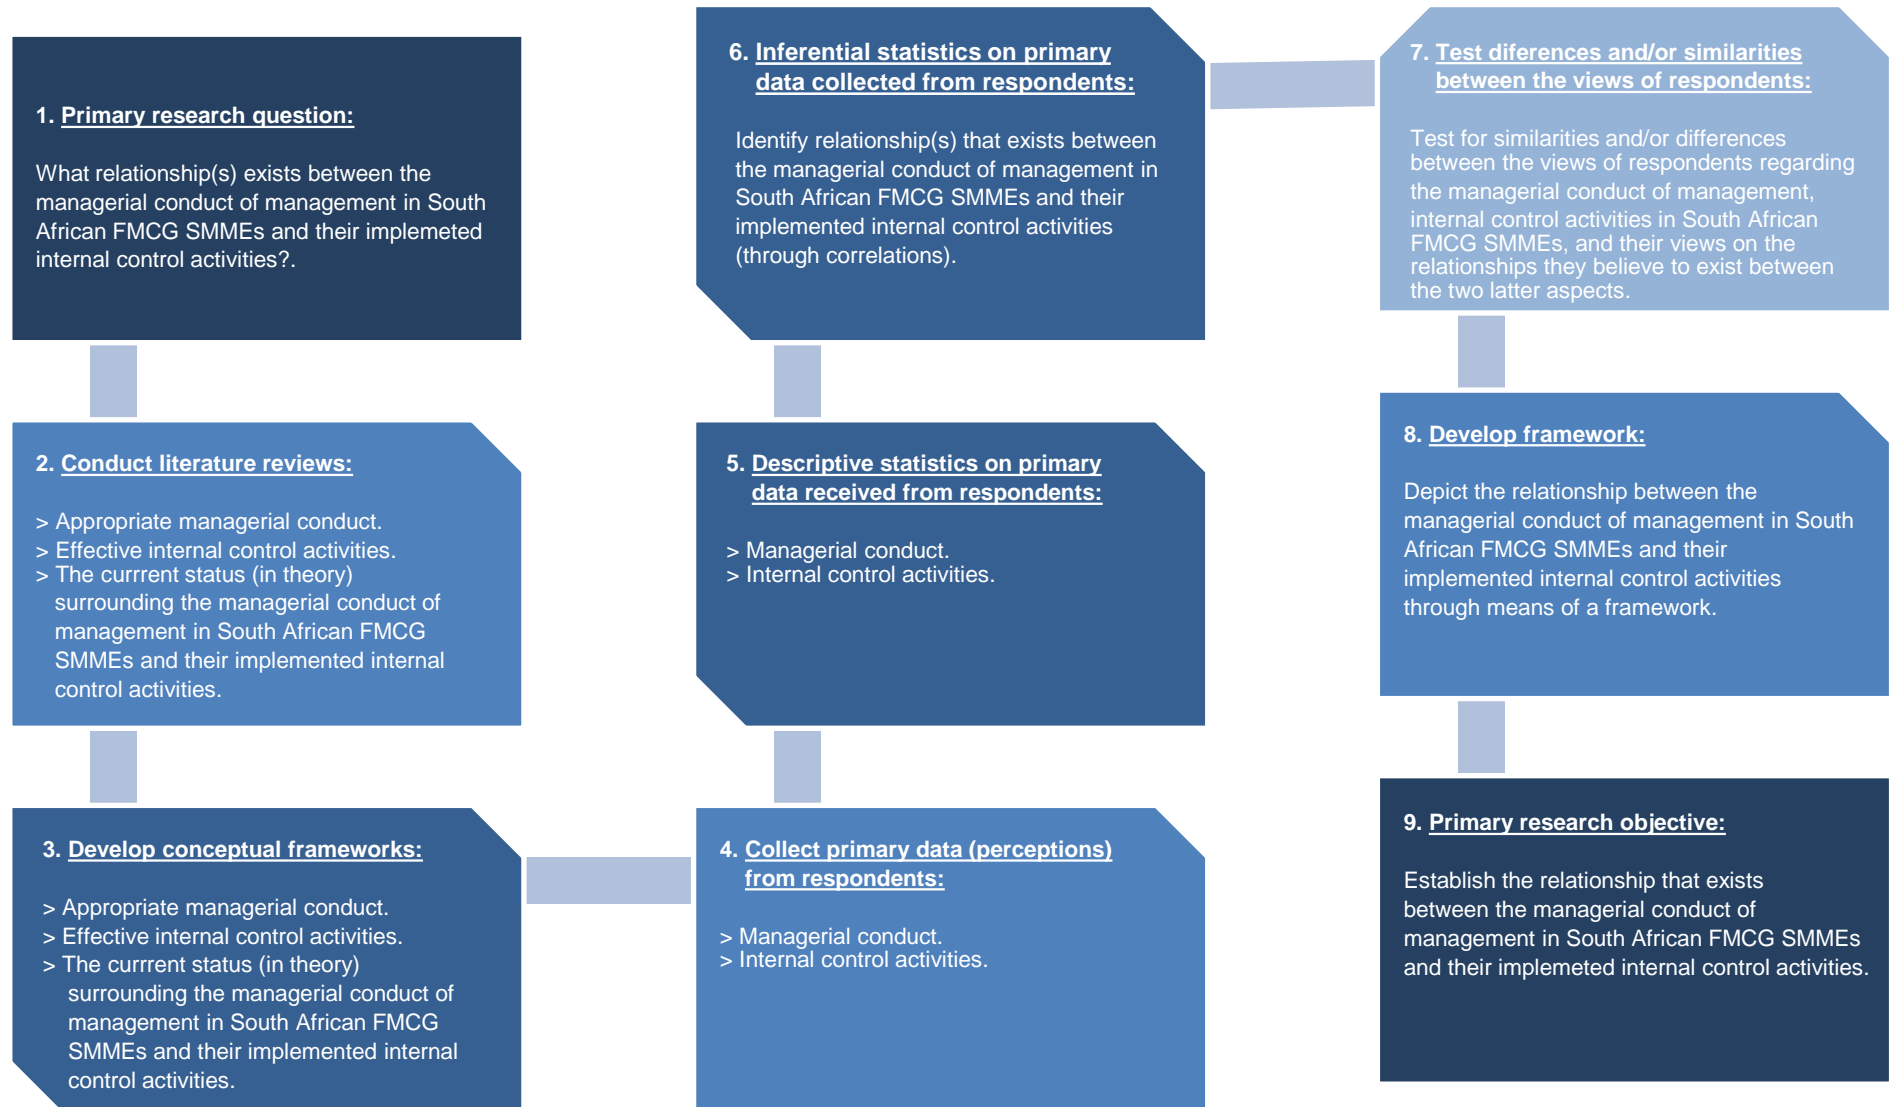 1. Primary research question:
What relationship(s) exists between the
managerial conduct of management in South
African FMCG SMMEs and their implemeted
internal control activities?.
2. Conduct literature reviews:
> Appropriate managerial conduct.
> Effective internal control activities.
> The currrent status (in theory)
surrounding the managerial conduct of
management in South African FMCG
SMMEs and their implemented internal
control activities.
3. Develop conceptual frameworks:
> Appropriate managerial conduct.
> Effective internal control activities.
> The currrent status (in theory)
surrounding the managerial conduct of
management in South African FMCG
SMMEs and their implemented internal
control activities.
4. Collect primary data (perceptions)
from respondents:
> Managerial conduct.
> Internal control activities.
5. Descriptive statistics on primary
data received from respondents:
> Managerial conduct.
> Internal control activities.
6. Inferential statistics on primary
data collected from respondents:
Identify relationship(s) that exists between
the managerial conduct of management in
South African FMCG SMMEs and their
implemented internal control activities
(through correlations).
7. Test diferences and/or similarities
between the views of respondents:
Test for similarities and/or differences
between the views of respondents regarding
the managerial conduct of management,
internal control activities in South African
FMCG SMMEs, and their views on the
relationships they believe to exist between
the two latter aspects.
8. Develop framework:
Depict the relationship between the
managerial conduct of management in South
African FMCG SMMEs and their
implemented internal control activities
through means of a framework.
9. Primary research objective:
Establish the relationship that exists
between the managerial conduct of
management in South African FMCG SMMEs
and their implemeted internal control activities.